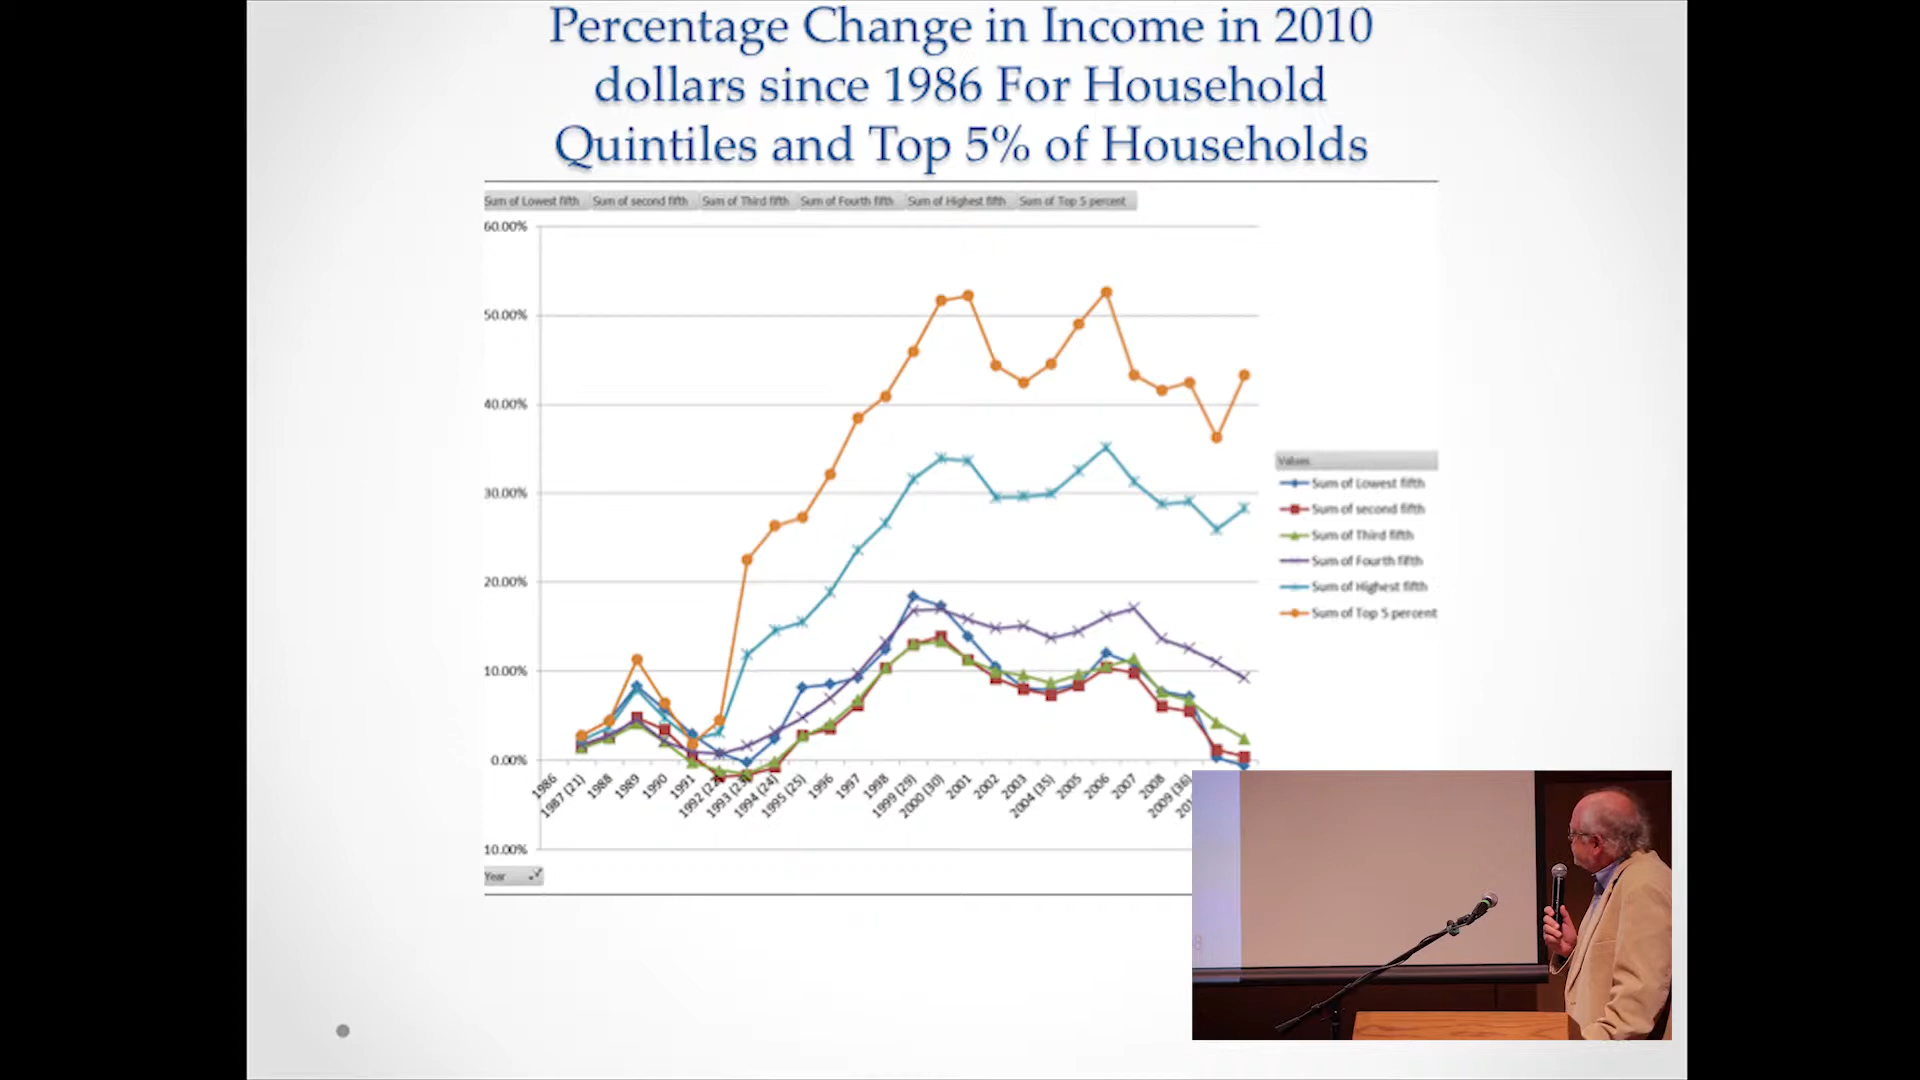 Percentage Change in Income in 2010
dollars since 1986 For Household
Quintiles and Top 5% of Households
Sum of Lowest fifth Sum of second fifth Sum of Third fifth Sum of Fourth fifth Sum of Highest fifth Sum of Top 5 percent
60.00%
50.00%
40.00%
30.00%
20.00%
10.00%
0.00%
10.00%
1986 1987 (21) 1988 1989 1990 1991 1992 (22) 1993 (23) 1994 (24) 1995 (25) 1996 1997 1998 1999 (29) 2000 (30) 2001 2002 2003 2004 (35) 2005 2006 2007 2008 2009 (36)
Year
Values
Sum of Lowest fifth
Sum of second fifth
Sum of Third fifth
Sum of Fourth fifth
Sum of Highest fifth
Sum of Top 5 percent